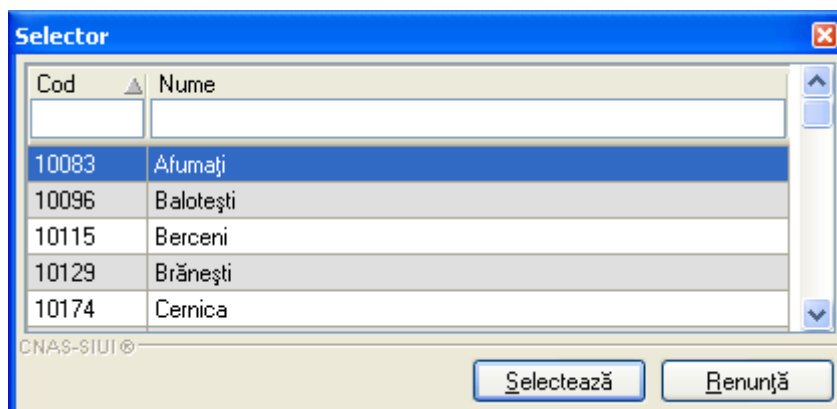 Selector
Cod Nume
10083 Afumaţi
10096 Baloteşti
10115 Berceni
10129 Brăneşti
10174 Cernica
CNAS-SIUI®
Selectează Renunţă